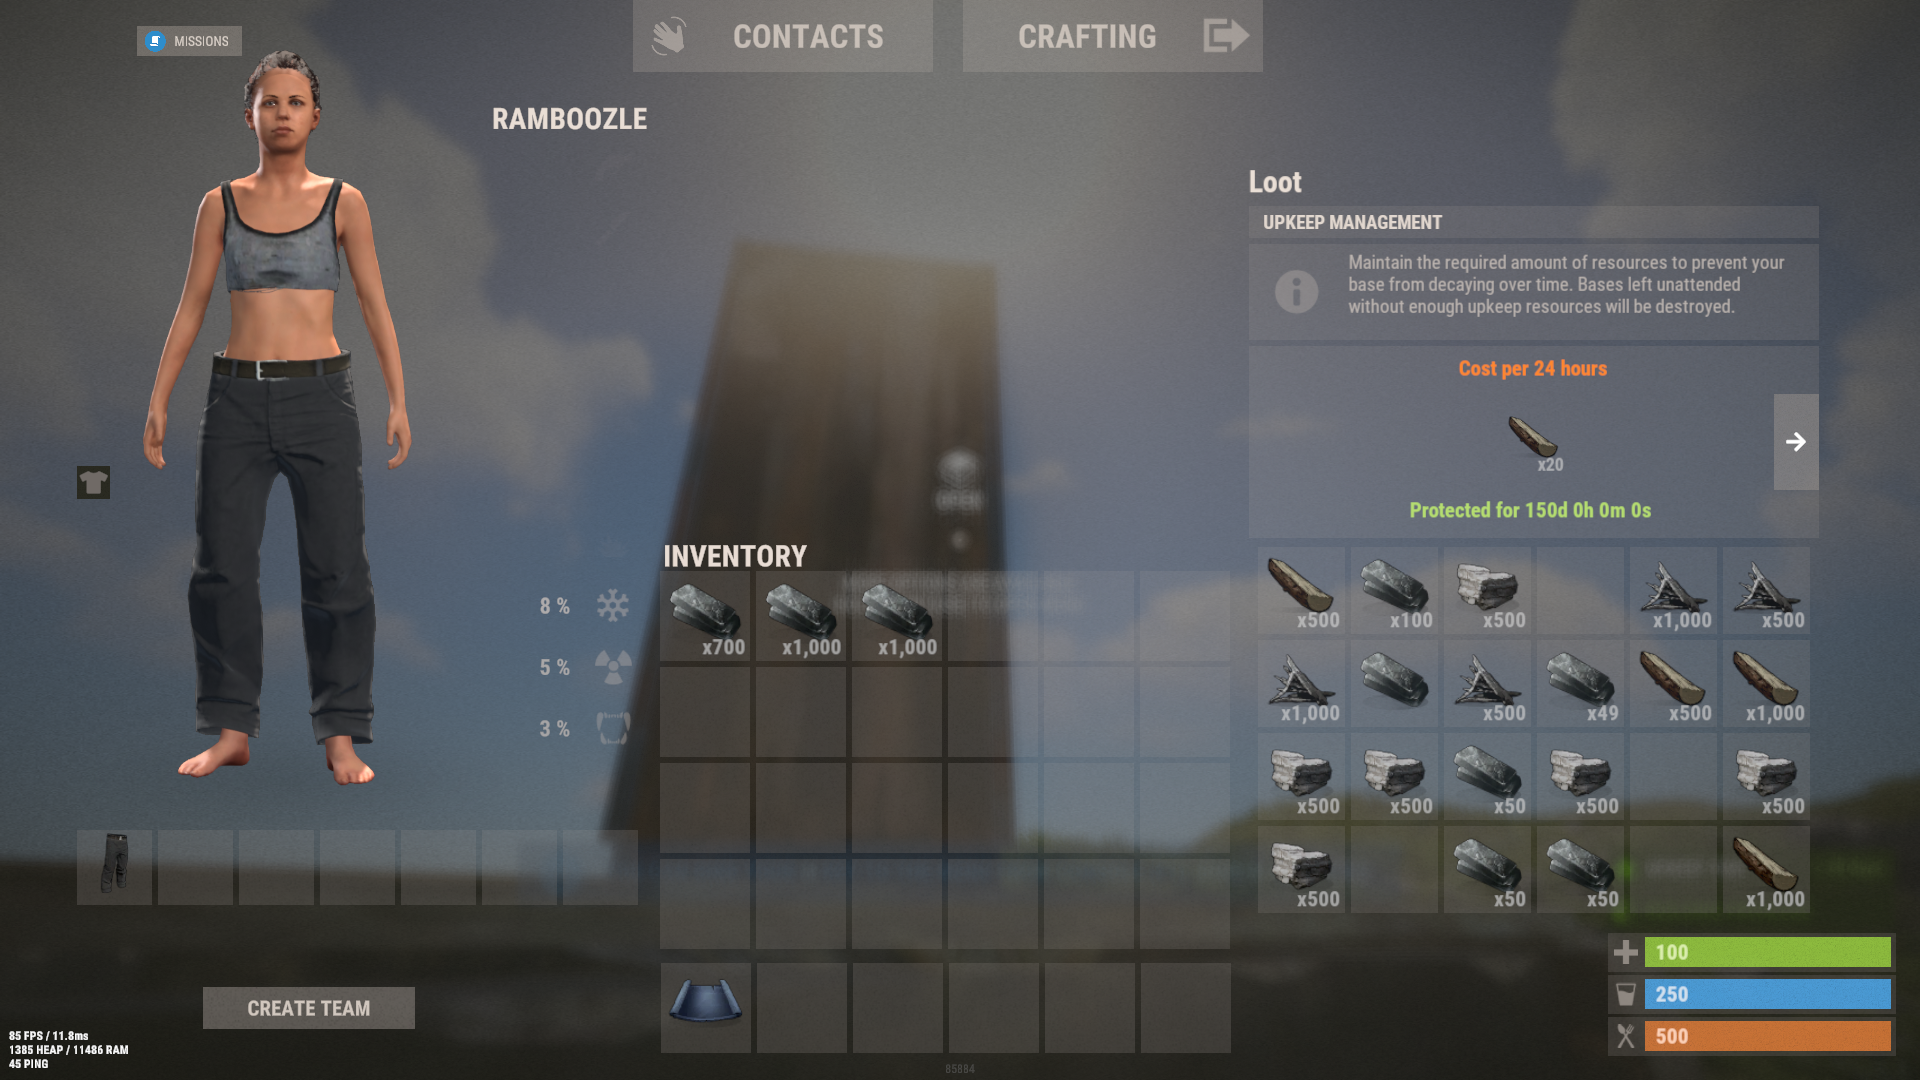 MISSIONS
CONTACTS
CRAFTING
RAMBOOZLE
Loot
UPKEEP MANAGEMENT
Maintain the required amount of resources to prevent your
base from decaying over time. Bases left unattended
without enough upkeep resources will be destroyed.
Cost per 24 hours
x20
Protected for 150d 0h 0m 0s
OPEN
INVENTORY
x700 x1,000 x1,000
8 %
5 %
3 %
x500 x100 x500 x1,000 x500
x1,000 x500 x49 x500 x1,000
x500 x500 x50 x500 x500
x500 x50 x50 x1,000
100
250
500
CREATE TEAM
85 FPS / 11.8ms
1385 HEAP / 11486 RAM
45 PING
85884